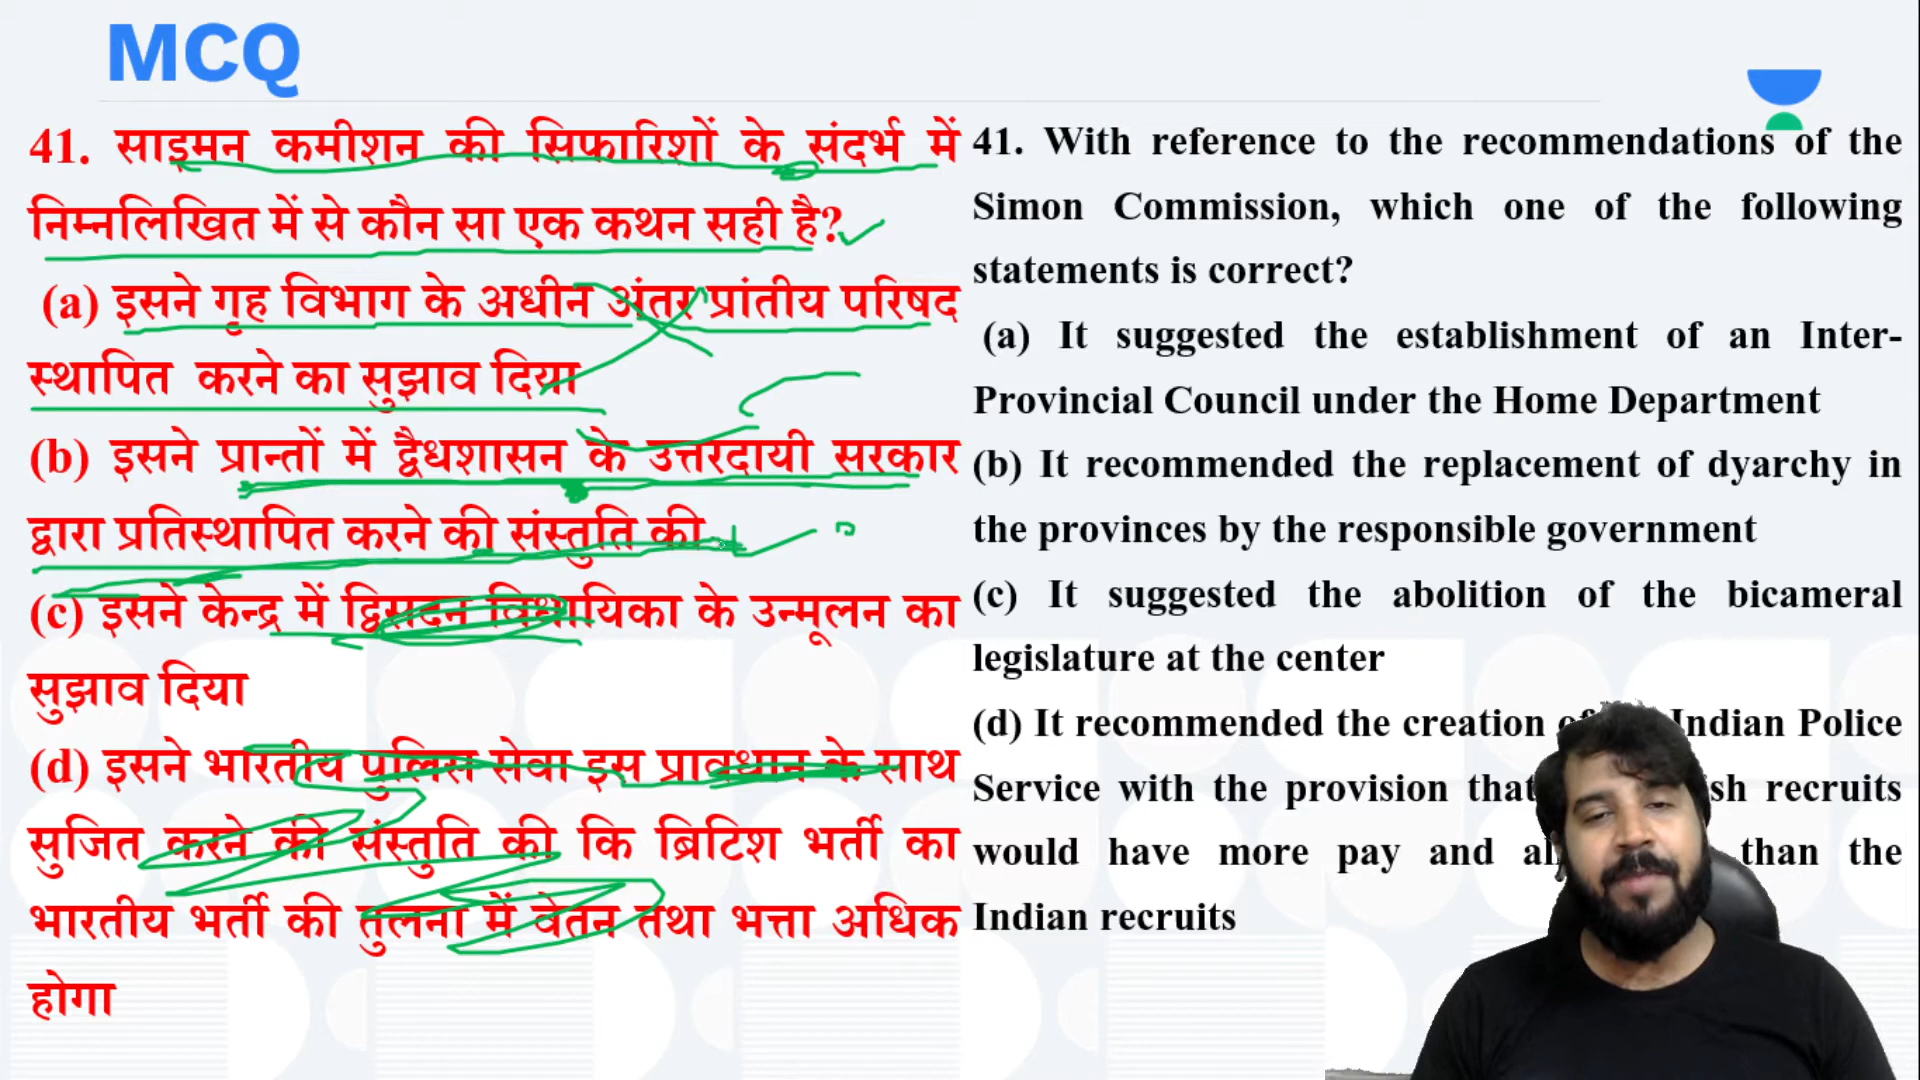 MCQ
41. साइमन कमीशन की सिफारिशों के संदर्भ में
निम्नलिखित में से कौन सा एक कथन सही है?
(a) इसने गृह विभाग के अधीन अंतर प्रांतीय परिषद
स्थापित करने का सुझाव दिया
(b) इसने प्रान्तों में द्वैधशासन के उत्तरदायी सरकार
द्वारा प्रतिस्थापित करने की संस्तुति की
(c) इसने केन्द्र में द्विसदन विधायिका के उन्मूलन का
सुझाव दिया
(d) इसने भारतीय पुलिस सेवा इस प्रावधान के साथ
सुजित करने की संस्तुति की कि ब्रिटिश भर्ती का
भारतीय भर्ती की तुलना में वेतन तथा भत्ता अधिक
होगा
41. With reference to the recommendations of the
Simon Commission, which one of the following
statements is correct?
(a) It suggested the establishment of an Inter-
Provincial Council under the Home Department
(b) It recommended the replacement of dyarchy in
the provinces by the responsible government
(c) It suggested the abolition of the bicameral
legislature at the center
(d) It recommended the creation Indian Police
Service with the provision that recruits
would have more pay and than the
Indian recruits